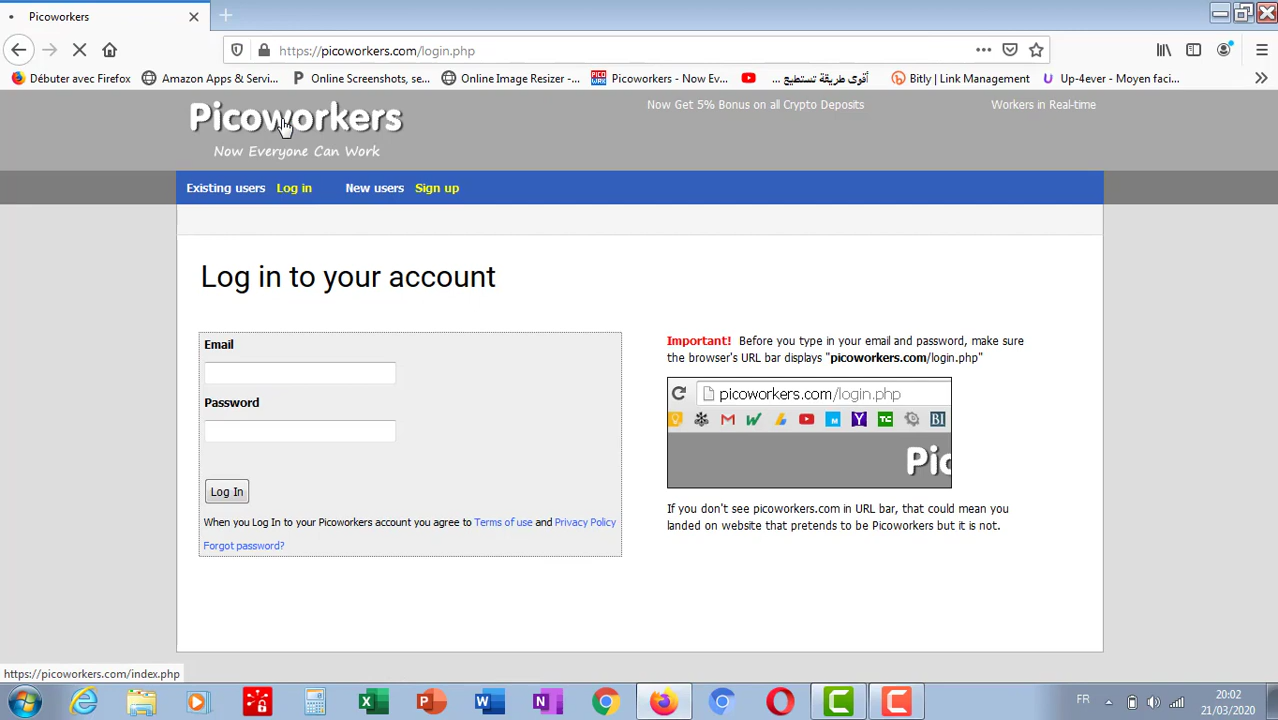 Picoworkers
https://picoworkers.com/login.php
Débuter avec Firefox
Amazon Apps & Servi...
Online Screenshots, se...
Online Image Resizer -...
Picoworkers - Now Ev...
أقوى طريقة تستطيع ...
Bitly | Link Management
Up-4ever - Moyen faci...
Picoworkers
Now Everyone Can Work
Now Get 5% Bonus on all Crypto Deposits
Workers in Real-time
Existing users Log in New users Sign up
Log in to your account
Email
Password
Log In
When you Log In to your Picoworkers account you agree to Terms of use and Privacy Policy
Forgot password?
Important! Before you type in your email and password, make sure
the browser's URL bar displays "picoworkers.com/login.php"
picoworkers.com/login.php
Pic
If you don't see picoworkers.com in URL bar, that could mean you
landed on website that pretends to be Picoworkers but it is not.
https://picoworkers.com/index.php
FR
20:02
21/03/2020